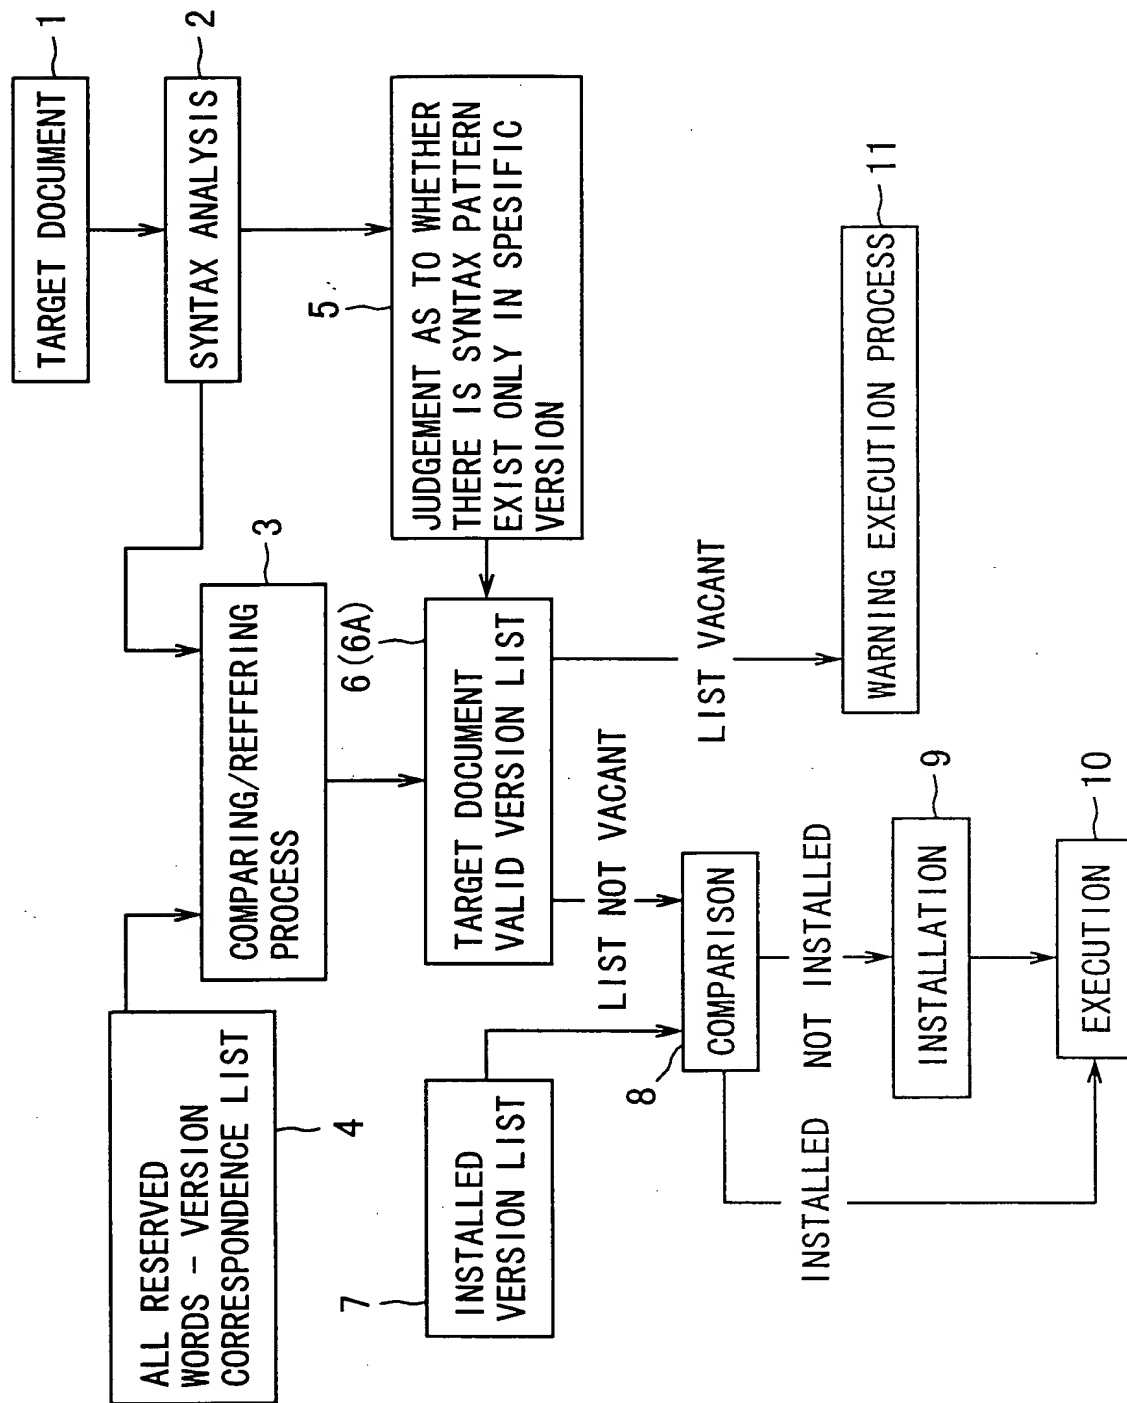 TARGET DOCUMENT
1
SYNTAX ANALYSIS
2
ALL RESERVED
WORDS - VERSION
CORRESPONDENCE LIST
4
COMPARING/REFFERING
PROCESS
3
JUDGEMENT AS TO WHETHER
THERE IS SYNTAX PATTERN
EXIST ONLY IN SPESIFIC
VERSION
5
INSTALLED
VERSION LIST
7
TARGET DOCUMENT
VALID VERSION LIST
6(6A)
LIST NOT VACANT
LIST VACANT
COMPARISON
8
WARNING EXECUTION PROCESS
11
INSTALLED
NOT INSTALLED
INSTALLATION
9
EXECUTION
10